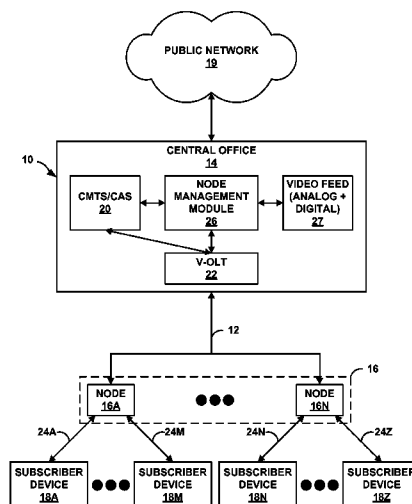 PUBLIC NETWORK
19
10
CENTRAL OFFICE
14
CMTS/CAS
20
NODE
MANAGEMENT
MODULE
26
VIDEO FEED
(ANALOG +
DIGITAL)
27
V-OLT
22
12
16
NODE
16A
NODE
16N
24A
24M
24N
24Z
SUBSCRIBER
DEVICE
18A
SUBSCRIBER
DEVICE
18M
SUBSCRIBER
DEVICE
18N
SUBSCRIBER
DEVICE
18Z